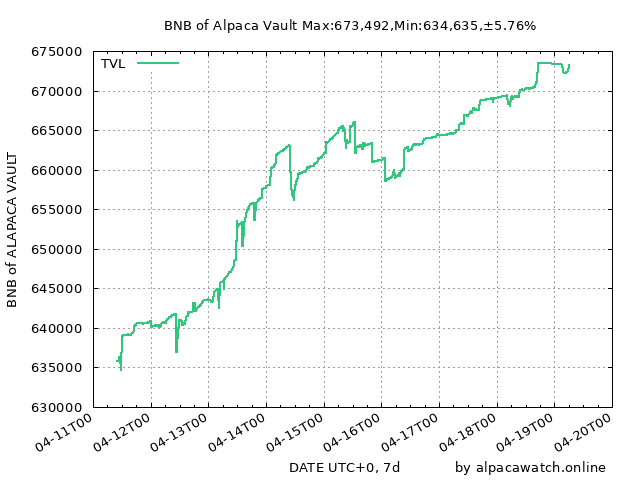 BNB of Alpaca Vault Max:673,492,Min:634,635,±5.76%
TVL
BNB of ALAPACA VAULT
675000
670000
665000
660000
655000
650000
645000
640000
635000
630000
04-11T00
04-12T00
04-13T00
04-14T00
04-15T00
04-16T00
04-17T00
04-18T00
04-19T00
04-20T00
DATE UTC+0, 7d
by alpacawatch.online